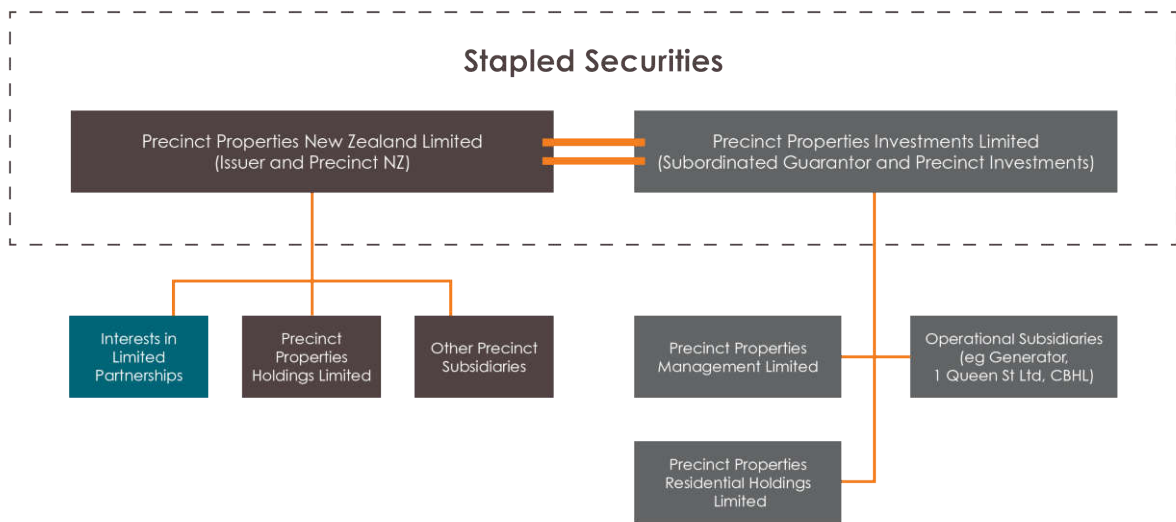 Stapled Securities
Precinct Properties New Zealand Limited
(Issuer and Precinct NZ)
Precinct Properties Investments Limited
(Subordinated Guarantor and Precinct Investments)
Interests in
Limited
Partnerships
Precinct
Properties
Holdings Limited
Other Precinct
Subsidiaries
Precinct Properties
Management Limited
Operational Subsidiaries
(eg Generator,
1 Queen St Ltd, CBHL)
Precinct Properties
Residential Holdings
Limited